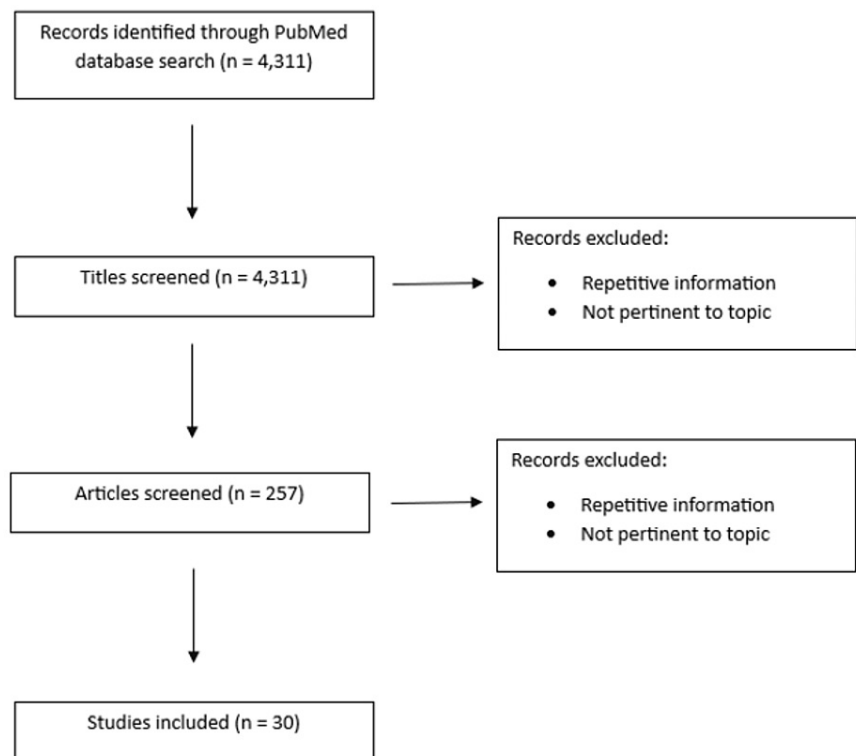 Records identified through PubMed
database search (n = 4,311)
Titles screened (n = 4,311)
Records excluded:
• Repetitive information
• Not pertinent to topic
Articles screened (n = 257)
Records excluded:
• Repetitive information
• Not pertinent to topic
Studies included (n = 30)